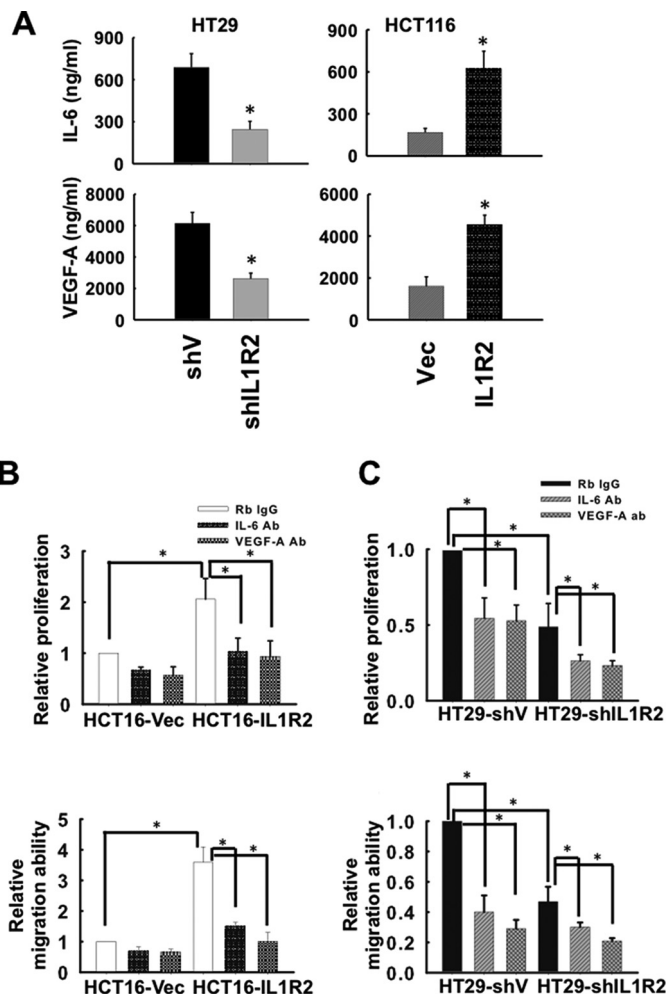 A
HT29
HCT116
IL-6 (ng/ml)
900
600
300
0
*
900
600
300
0
*
VEGF-A (ng/ml)
8000
6000
4000
2000
0
*
6000
4000
2000
0
*
shV
shIL1R2
Vec
IL1R2
B
Rb IgG
IL-6 Ab
VEGF-A Ab
Relative proliferation
3
2
1
0
*
*
*
HCT16-Vec HCT16-IL1R2
Relative
migration ability
5
4
3
2
1
0
*
*
*
HCT16-Vec HCT16-IL1R2
C
Rb IgG
IL-6 Ab
VEGF-A ab
Relative proliferation
1.0
0.5
0.0
*
*
*
*
*
HT29-shV HT29-shIL1R2
Relative
migration ability
1.0
0.8
0.6
0.4
0.2
0.0
*
*
*
*
*
HT29-shV HT29-shIL1R2